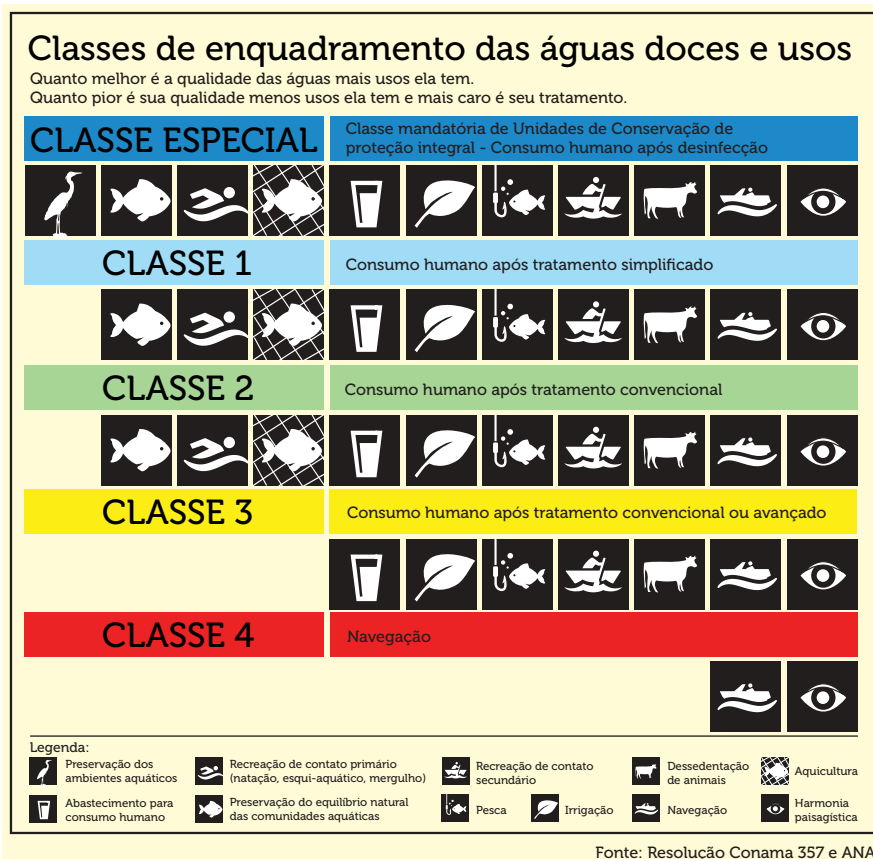 Classes de enquadramento das águas doces e usos
Quanto melhor é a qualidade das águas mais usos ela tem.
Quanto pior é sua qualidade menos usos ela tem e mais caro é seu tratamento.
CLASSE ESPECIAL
Classe mandatória de Unidades de Conservação de
proteção integral - Consumo humano após desinfecção
CLASSE 1
Consumo humano após tratamento simplificado
CLASSE 2
Consumo humano após tratamento convencional
CLASSE 3
Consumo humano após tratamento convencional ou avançado
CLASSE 4
Navegação
Legenda:
Preservação dos
ambientes aquáticos
Recreação de contato primário
(natação, esqui-aquático, mergulho)
Recreação de contato
secundário
Dessedentação
de animais
Aquicultura
Abastecimento para
consumo humano
Preservação do equilíbrio natural
das comunidades aquáticas
Pesca
Irrigação
Navegação
Harmonia
paisagística
Fonte: Resolução Conama 357 e ANA